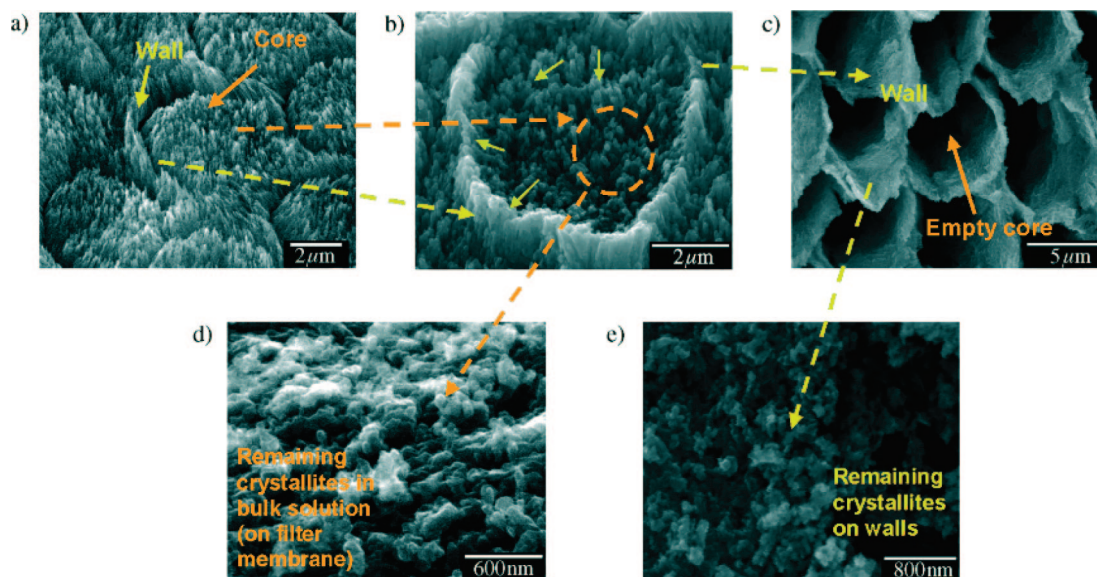 a)
Wall
Core
2μm
b)
2μm
c)
Wall
Empty core
5μm
d)
Remaining
crystallites in
bulk solution
(on filter
membrane)
600nm
e)
Remaining
crystallites
on walls
800nm